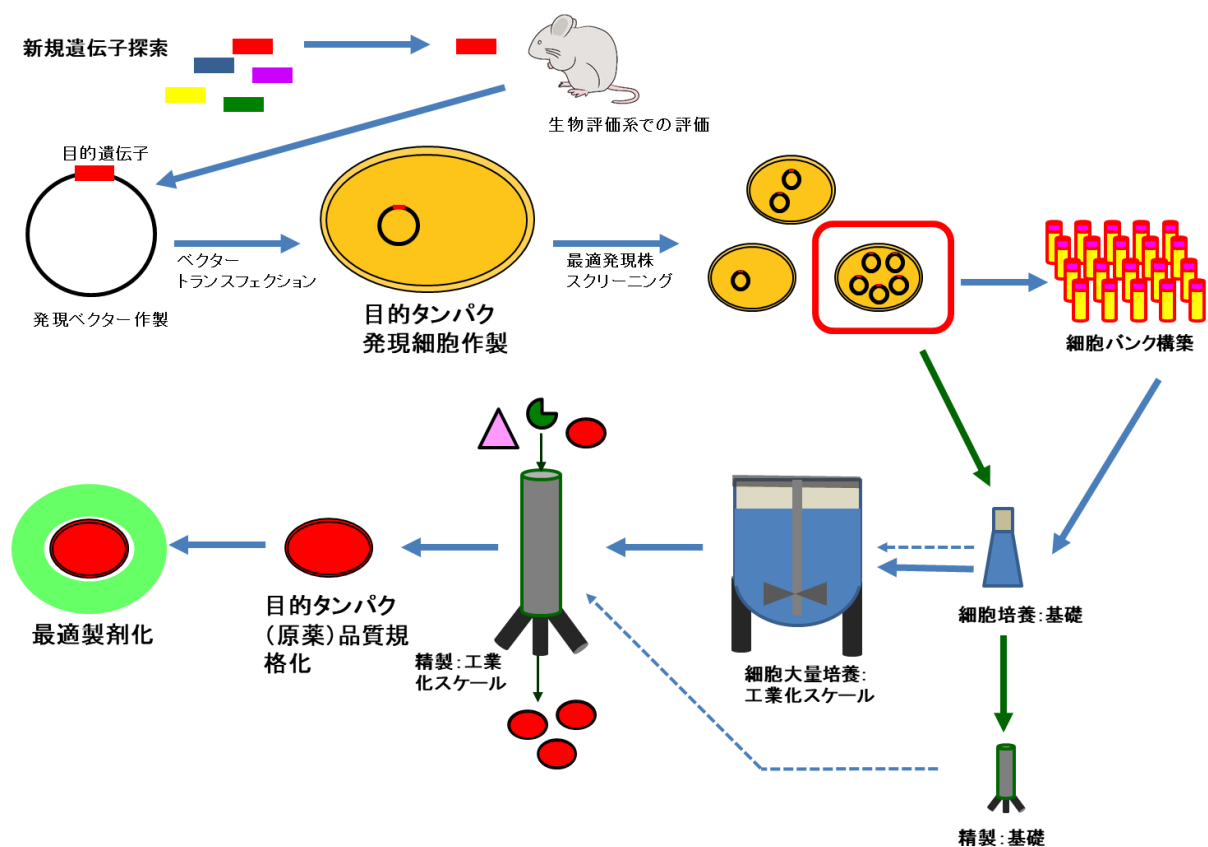 新規遺伝子探索
生物評価系での評価
目的遺伝子
発現ベクター作製
ベクター
トランスフェクション
目的タンパク
発現細胞作製
最適発現株
スクリーニング
細胞バンク構築
細胞培養:基礎
精製:基礎
細胞大量培養:
工業化スケール
精製:工業
化スケール
目的タンパク
(原薬)品質規
格化
最適製剤化